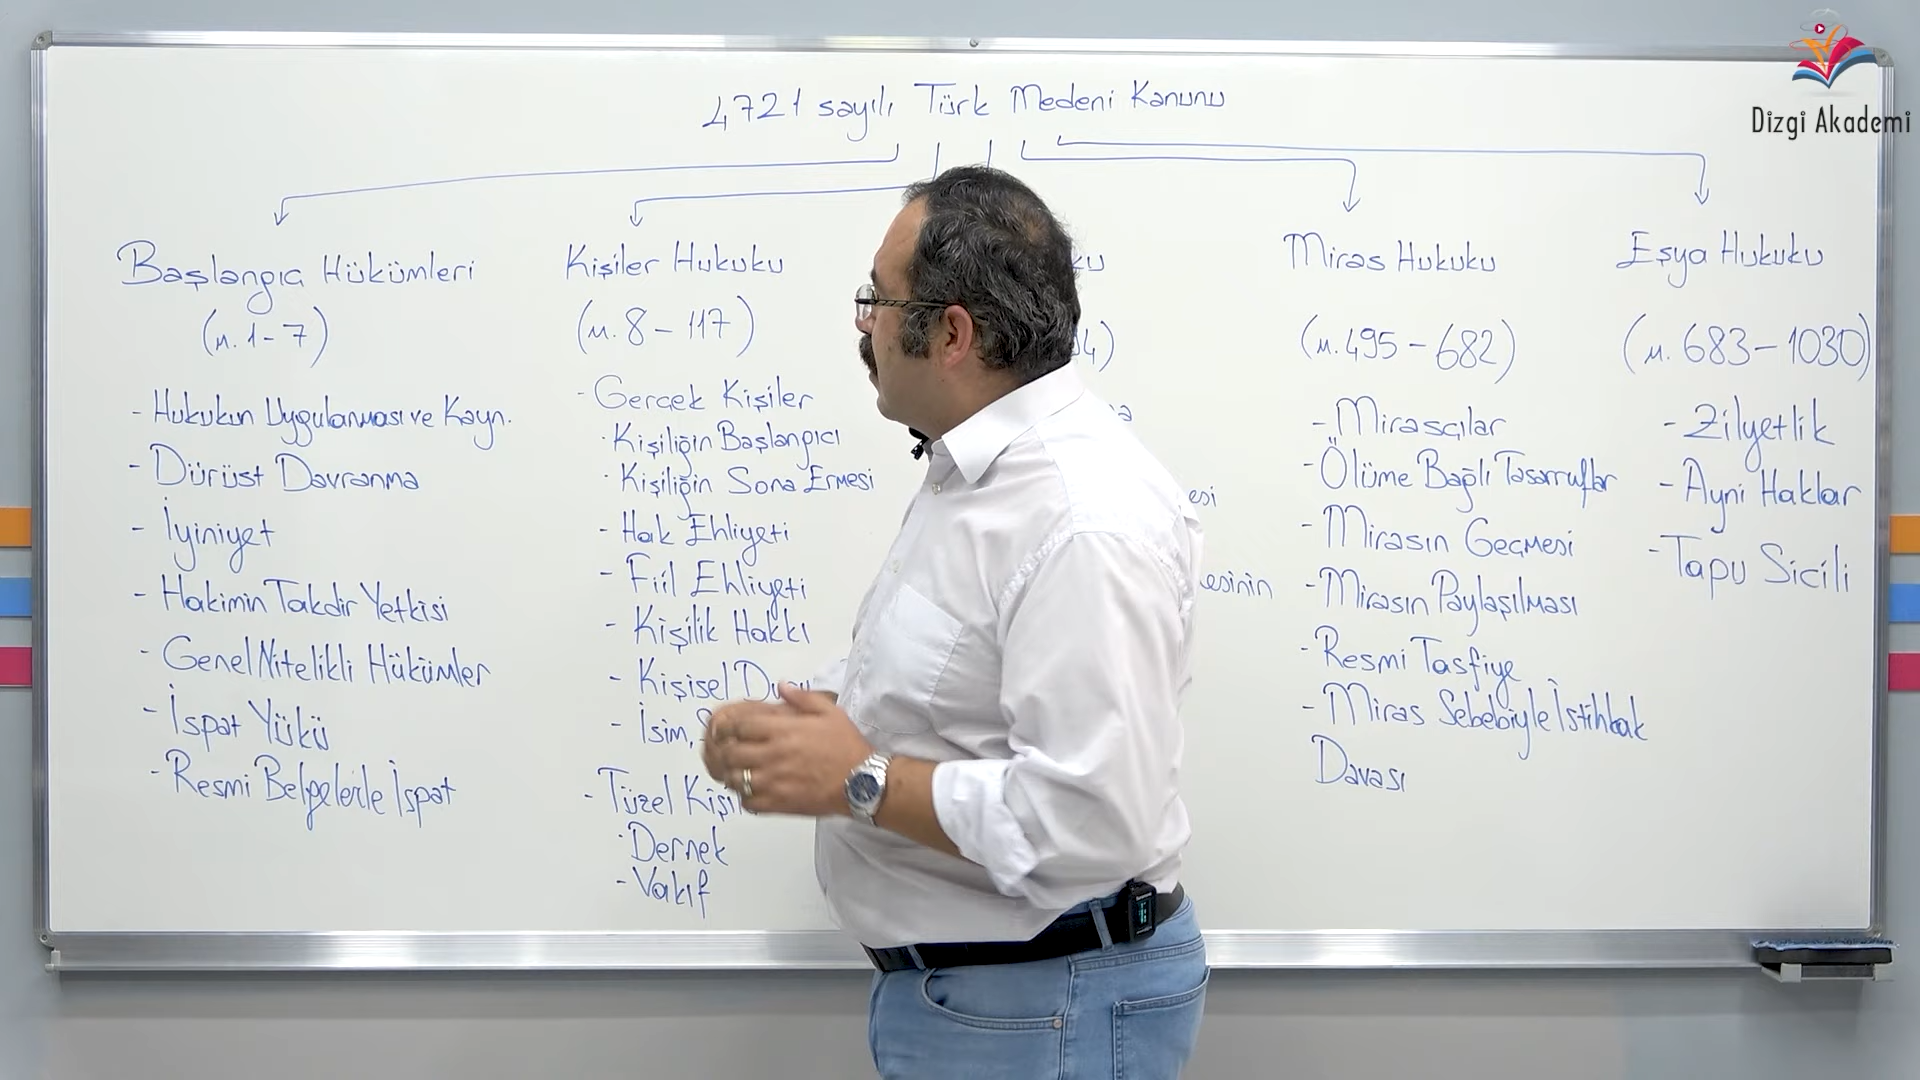 Dizgi Akademi
4721 sayılı Türk Medeni Kanunu
Başlangıç Hükümleri
(M. 1-7)
- Hukukun Uygulanması ve Kayn.
- Dürüst Davranma
- İyiniyet
- Hakimin Takdir Yetkisi
- Genel Nitelikli Hükümler
- İspat Yükü
- Resmi Belgelerle İspat
Kişiler Hukuku
(M. 8-117)
- Gerçek Kişiler
· Kişiliğin Başlangıcı
· Kişiliğin Sona Ermesi
- Hak Ehliyeti
- Fiil Ehliyeti
- Kişilik Hakkı
- Kişisel
- İsim,
- Tüzel
· Dernek
- Vakıf
Miras Hukuku
(M. 495-682)
- Mirasçılar
- Ölüme Bağlı Tasarruflar
- Mirasın Geçmesi
- Mirasın Paylaşılması
- Resmi Tasfiye
- Miras Sebebiyle İstihkak
Davası
Eşya Hukuku
(M. 683-1030)
- Zilyetlik
- Ayni Haklar
- Tapu Sicili